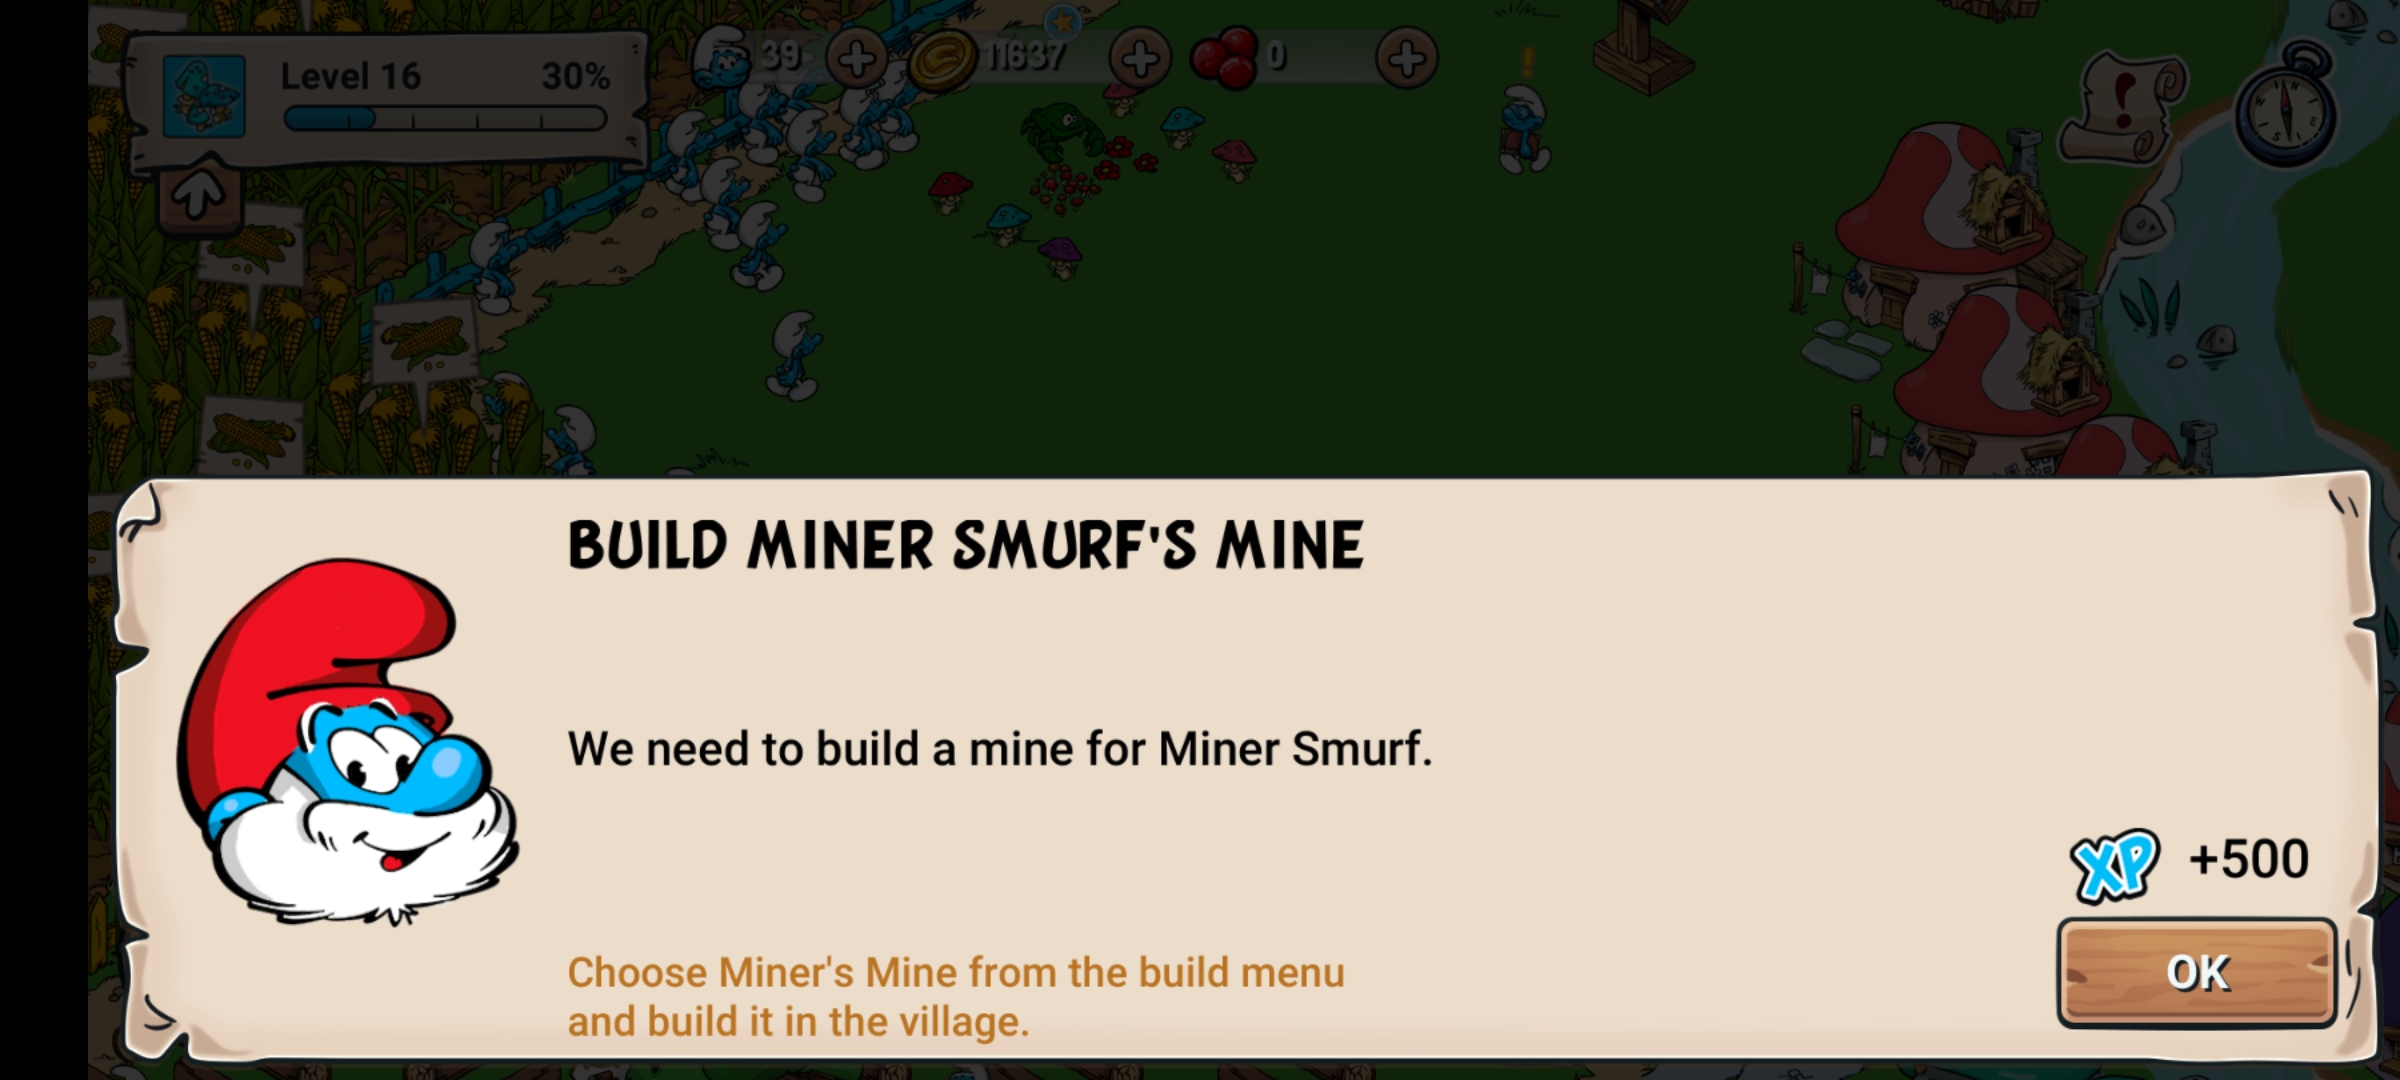 Level 16 30%
39
11637
0
BUILD MINER SMURF'S MINE
We need to build a mine for Miner Smurf.
XP +500
Choose Miner's Mine from the build menu
and build it in the village.
OK